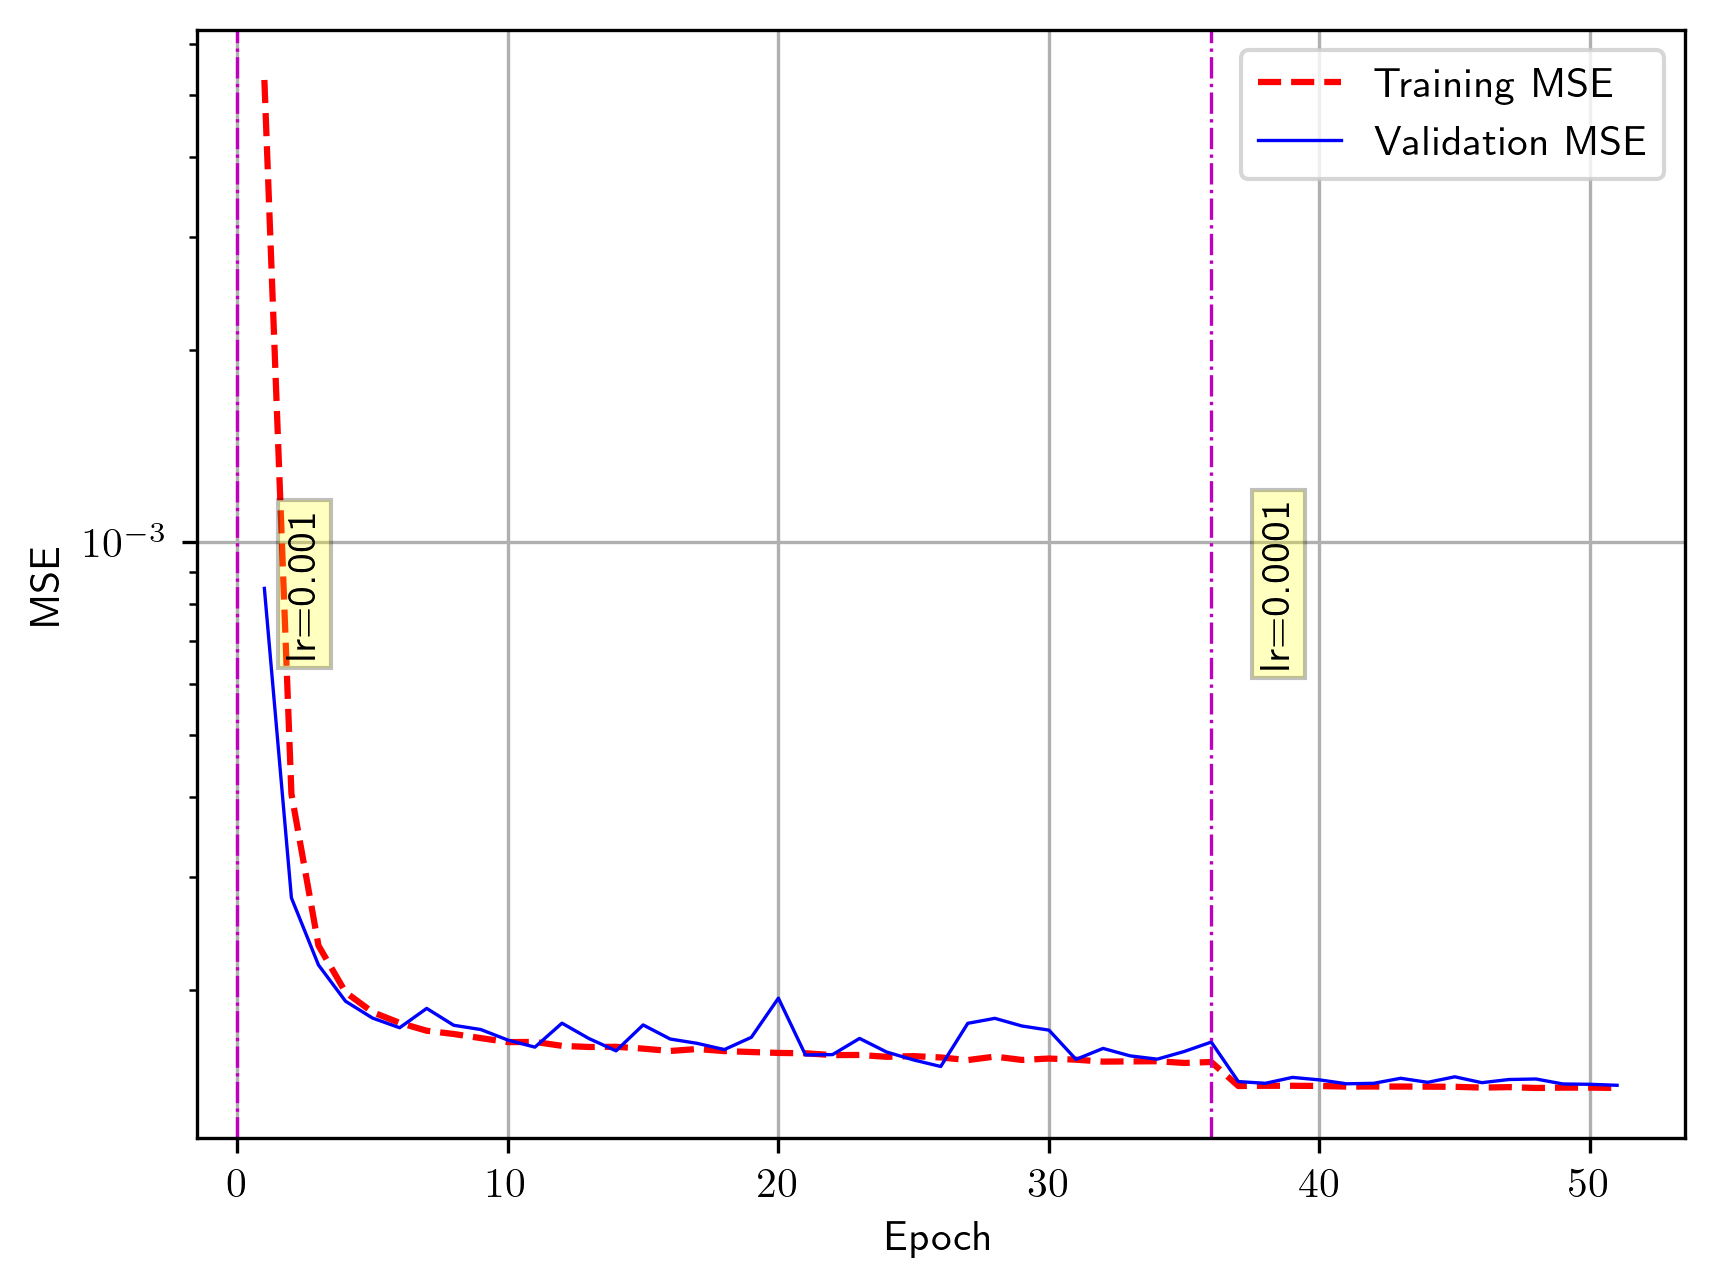 Training MSE
Validation MSE
MSE
10⁻³
lr=0.001
lr=0.0001
0 10 20 30 40 50
Epoch